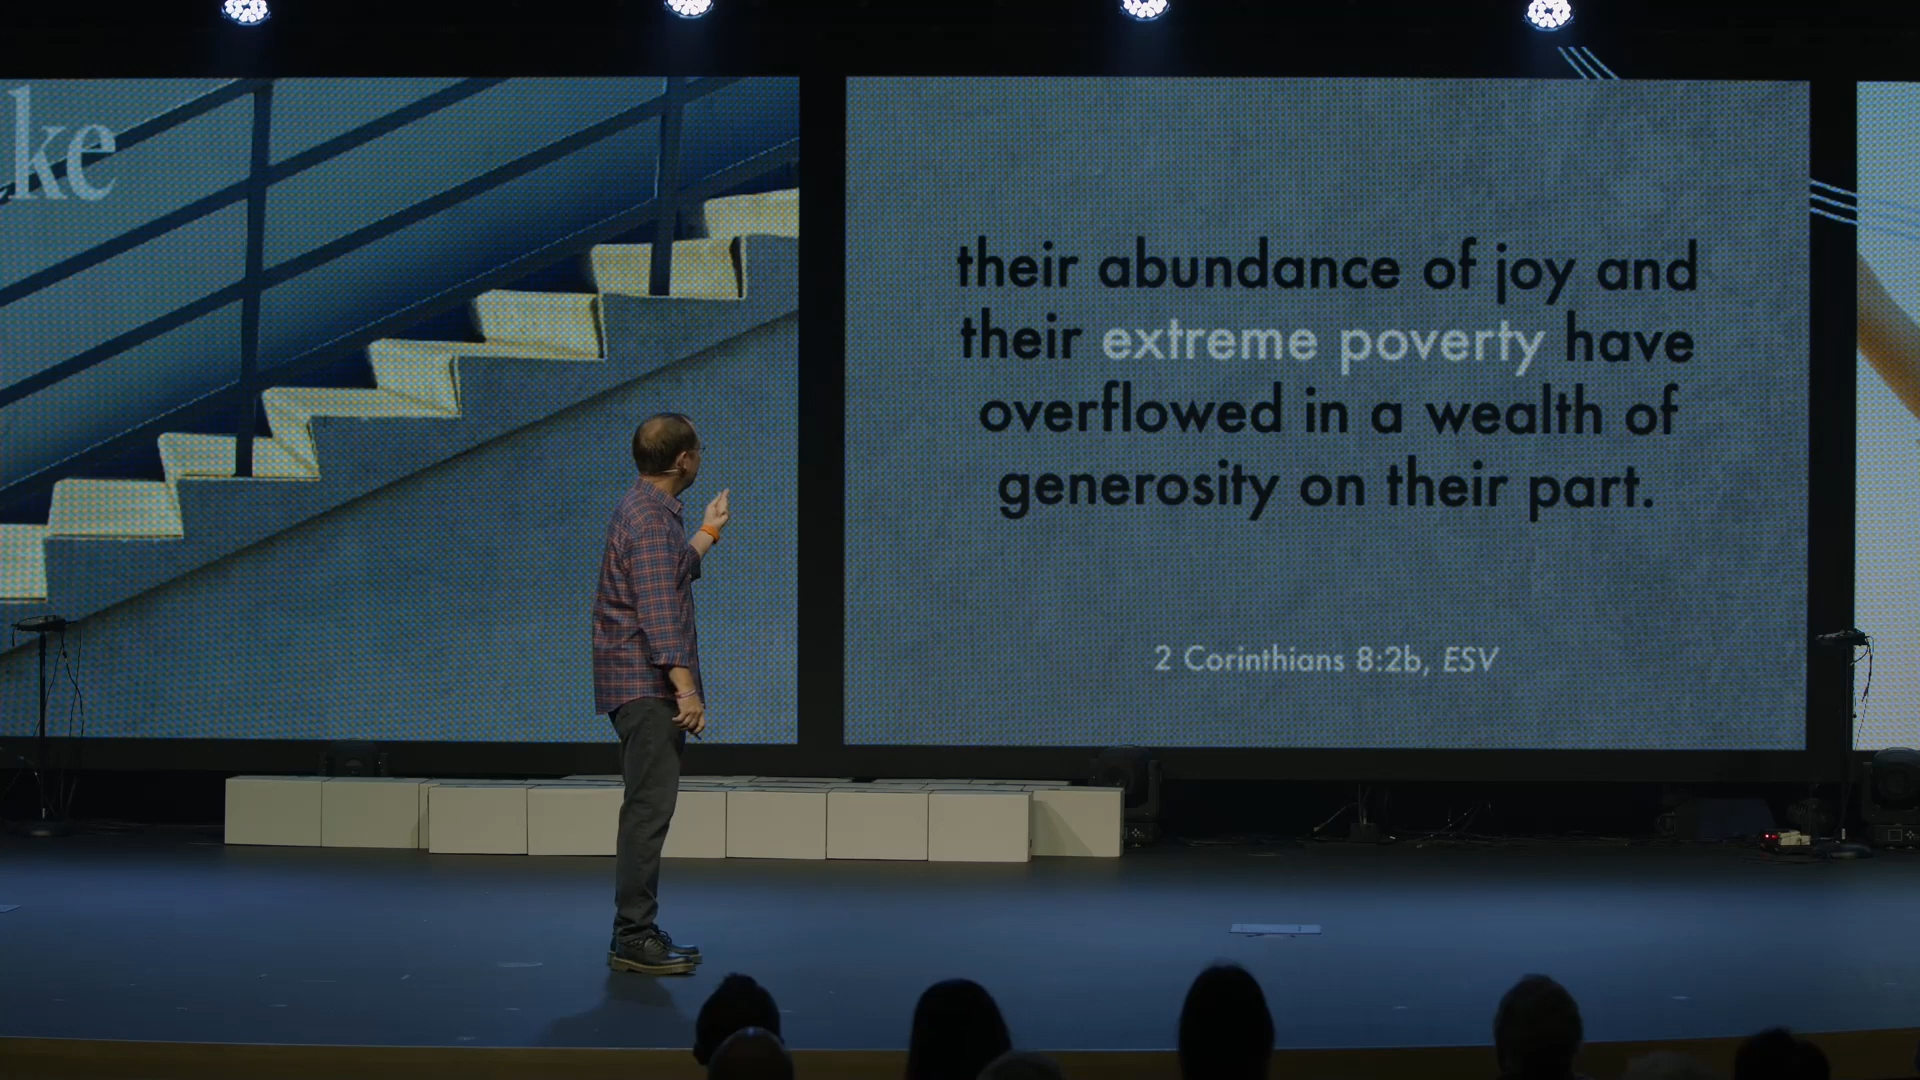 ke
their abundance of joy and
their extreme poverty have
overflowed in a wealth of
generosity on their part.
2 Corinthians 8:2b, ESV